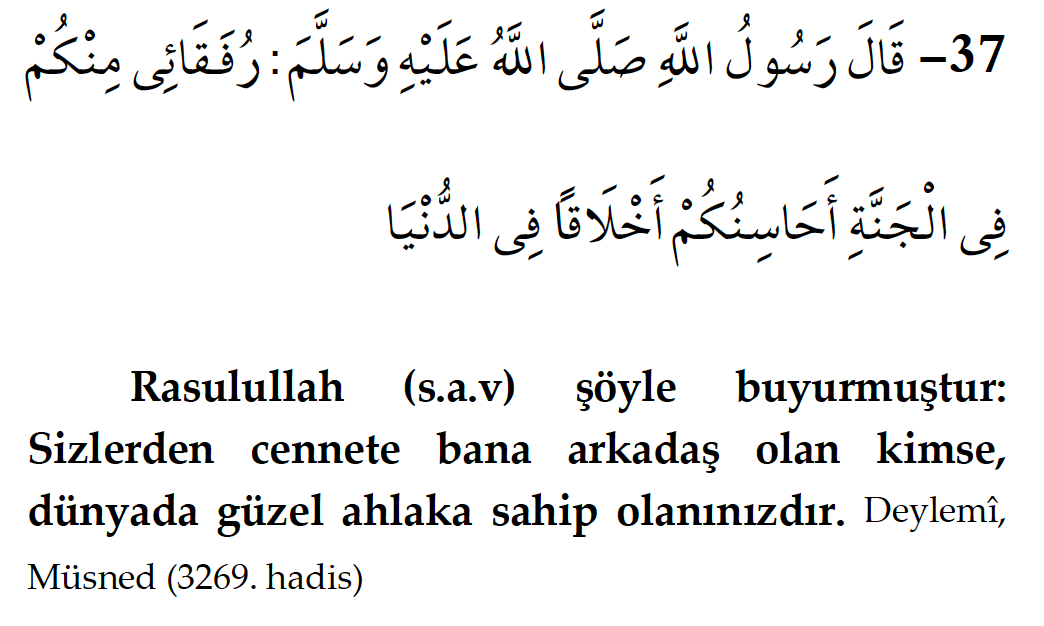 37– قَالَ رَسُولُ اللَّهِ صَلَّى اللَّهُ عَلَيْهِ وَسَلَّمَ: رُفَقَائِى مِنْكُمْ
فِى الْجَنَّةِ أَحَاسِنُكُمْ أَخْلَاقًا فِى الدُّنْيَا
Rasulullah (s.a.v) şöyle buyurmuştur:
Sizlerden cennete bana arkadaş olan kimse,
dünyada güzel ahlaka sahip olanınızdır. Deylemî,
Müsned (3269. hadis)